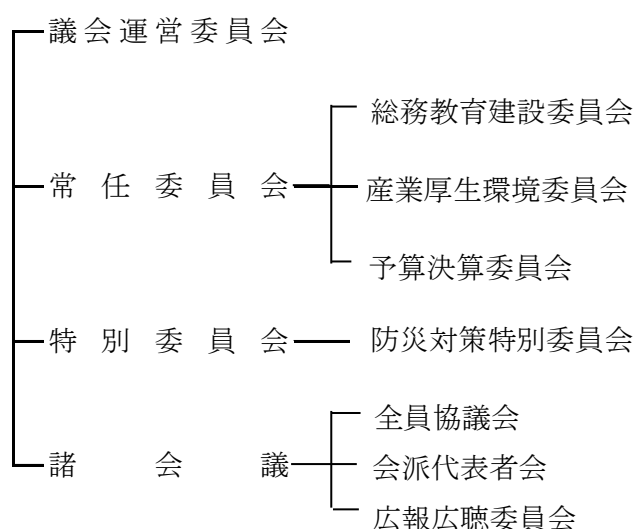 議会運営委員会
総務教育建設委員会
常任委員会
産業厚生環境委員会
予算決算委員会
特別委員会
防災対策特別委員会
全員協議会
諸会議
会派代表者会
広報広聴委員会